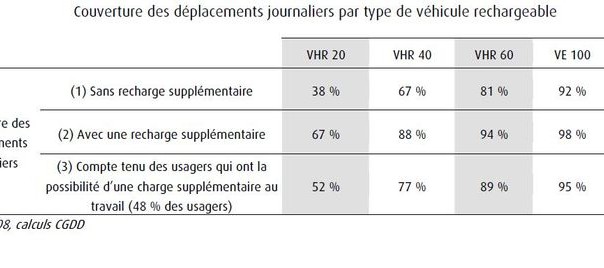 Couverture des déplacements journaliers par type de véhicule rechargeable
VHR 20 VHR 40 VHR 60 VE 100
(1) Sans recharge supplémentaire 38 % 67 % 81 % 92 %
re des
(2) Avec une recharge supplémentaire 67 % 88 % 94 % 98 %
ments
iers
(3) Compte tenu des usagers qui ont la
possibilité d'une charge supplémentaire au 52 % 77 % 89 % 95 %
travail (48 % des usagers)
08, calculs CGDD